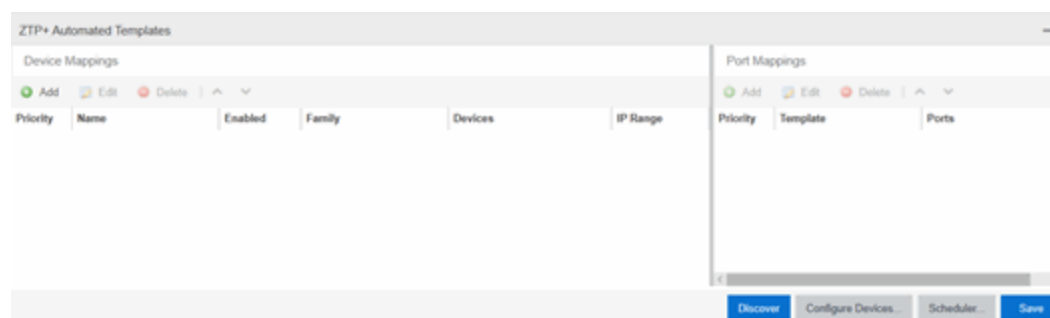 ZTP+ Automated Templates
Device Mappings
Port Mappings
Add Edit Delete
Add Edit Delete
Priority Name Enabled Family Devices IP Range
Priority Template Ports
Discover Configure Devices... Scheduler... Save